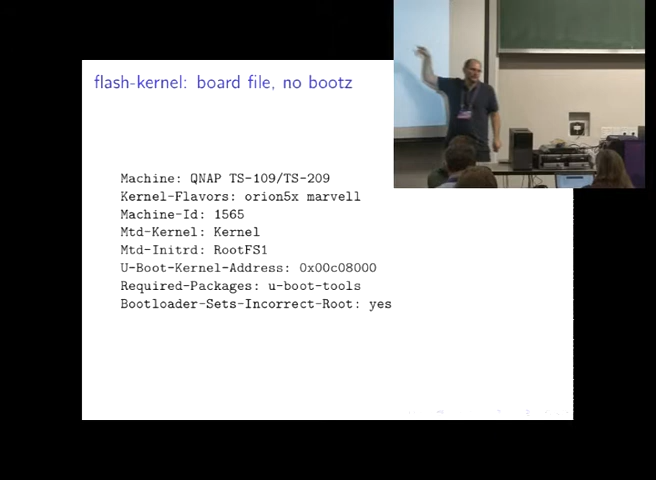 flash-kernel: board file, no bootz
Machine: QNAP TS-109/TS-209
Kernel-Flavors: orion5x marvell
Machine-Id: 1565
Mtd-Kernel: Kernel
Mtd-Initrd: RootFS1
U-Boot-Kernel-Address: 0x00c08000
Required-Packages: u-boot-tools
Bootloader-Sets-Incorrect-Root: yes